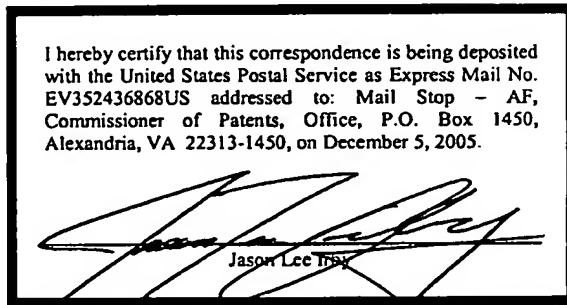 I hereby certify that this correspondence is being deposited
with the United States Postal Service as Express Mail No.
EV352436868US addressed to: Mail Stop – AF,
Commissioner of Patents, Office, P.O. Box 1450,
Alexandria, VA 22313-1450, on December 5, 2005.
Jason Lee